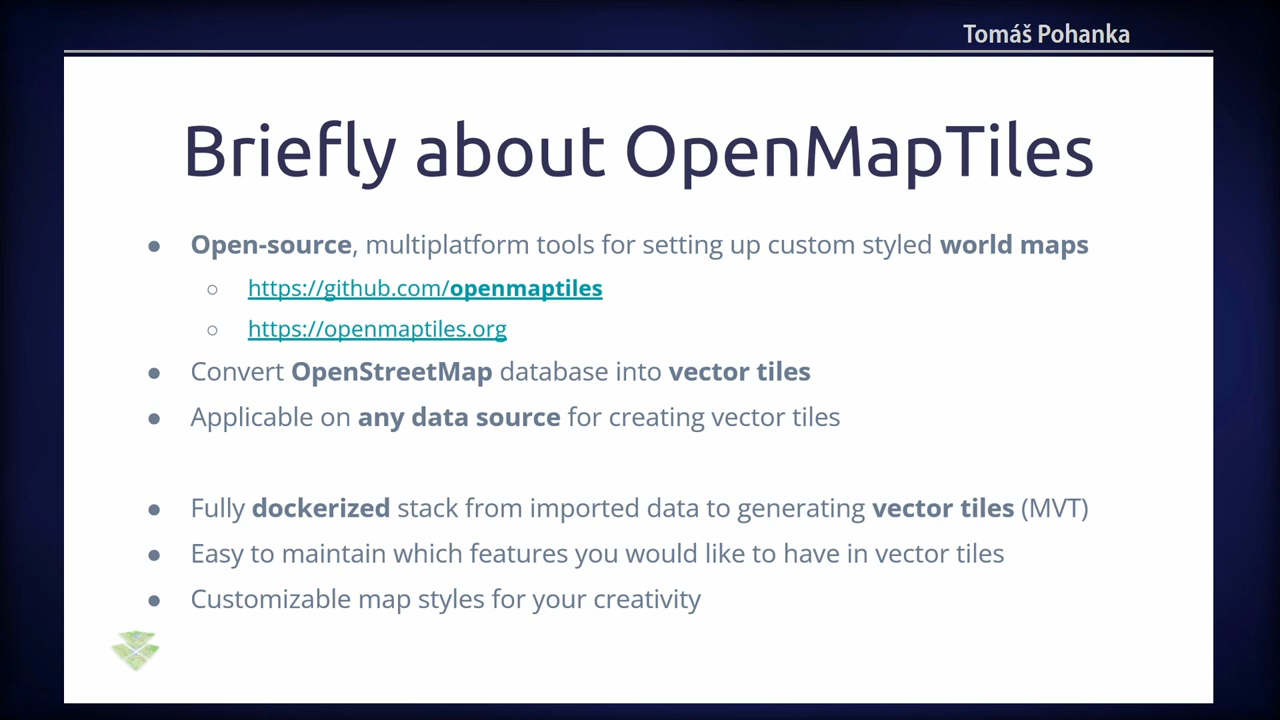 Tomáš Pohanka
Briefly about OpenMapTiles
● Open-source, multiplatform tools for setting up custom styled world maps
○ https://github.com/openmaptiles
○ https://openmaptiles.org
● Convert OpenStreetMap database into vector tiles
● Applicable on any data source for creating vector tiles
● Fully dockerized stack from imported data to generating vector tiles (MVT)
● Easy to maintain which features you would like to have in vector tiles
● Customizable map styles for your creativity